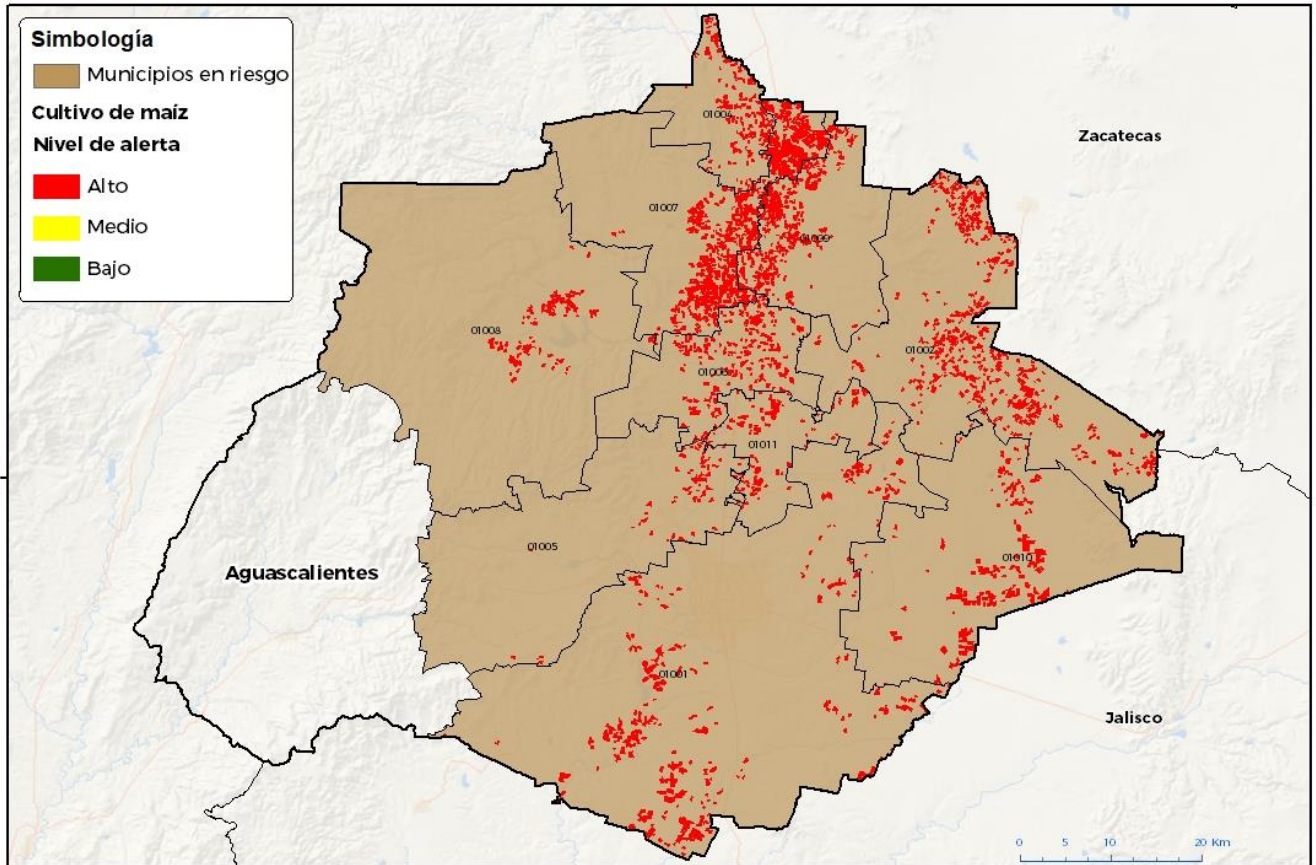 Simbología
Municipios en riesgo
Cultivo de maíz
Nivel de alerta
Alto
Medio
Bajo
Zacatecas
01007
01008
01002
01011
01005
Aguascalientes
01010
01001
Jalisco
0 5 10 20 Km